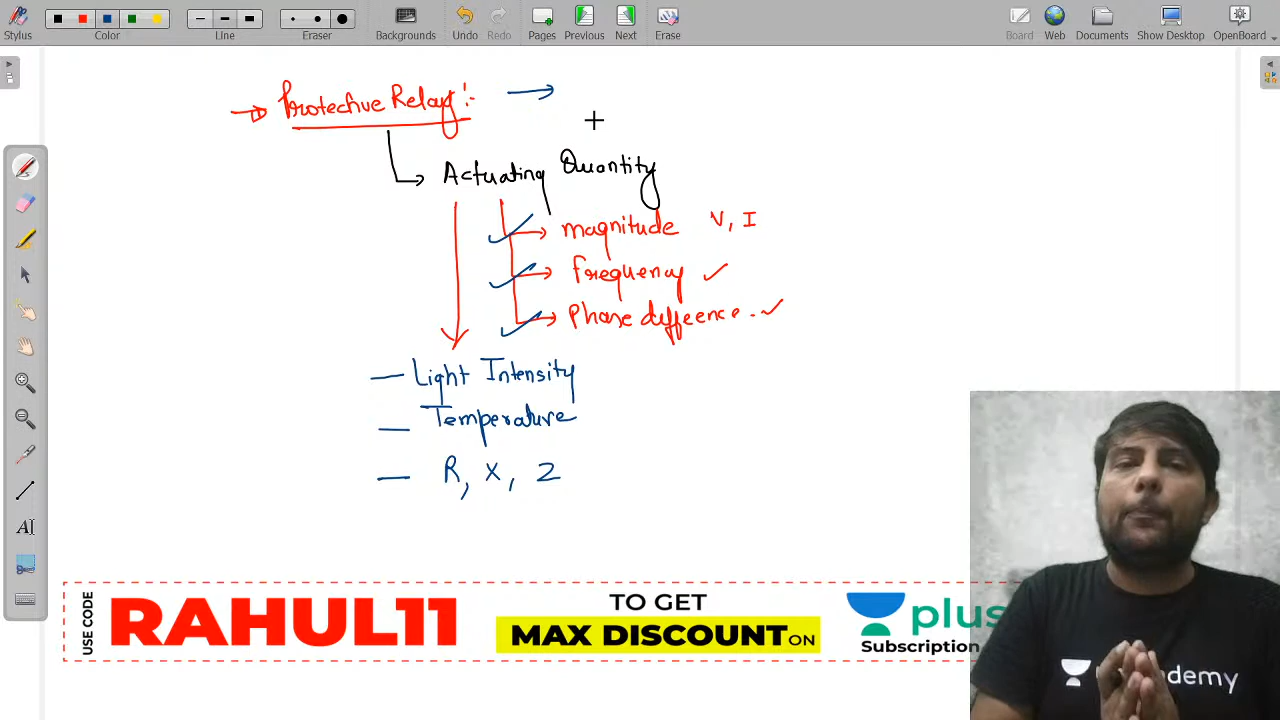 Stylus
Color
Line
Eraser
Backgrounds
Undo
Redo
Pages
Previous
Next
Erase
Board
Web
Documents
Show Desktop
OpenBoard
Protective Relay :-
Actuating Quantity
magnitude V, I
frequency
Phase diffeence.
Light Intensity
Temperature
R, X, Z
USE CODE
RAHUL11
TO GET
MAX DISCOUNT ON
plus
Subscription